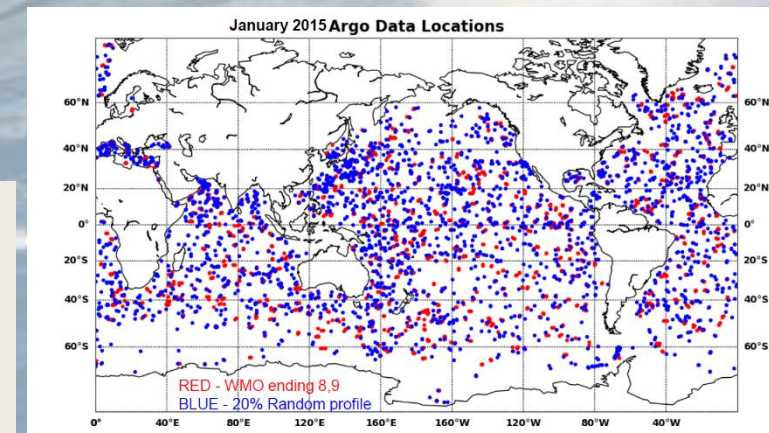 January 2015 Argo Data Locations
60°N 60°N
40°N 40°N
20°N 20°N
0° 0°
20°S 20°S
40°S 40°S
60°S 60°S
RED - WMO ending 8,9
BLUE - 20% Random profile
0° 40°E 80°E 120°E 160°E 160°W 120°W 80°W 40°W